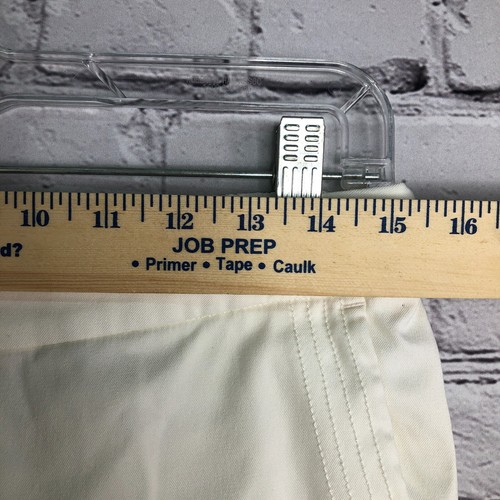 10 11 12 13 14 15 16
d?
JOB PREP
• Primer • Tape • Caulk